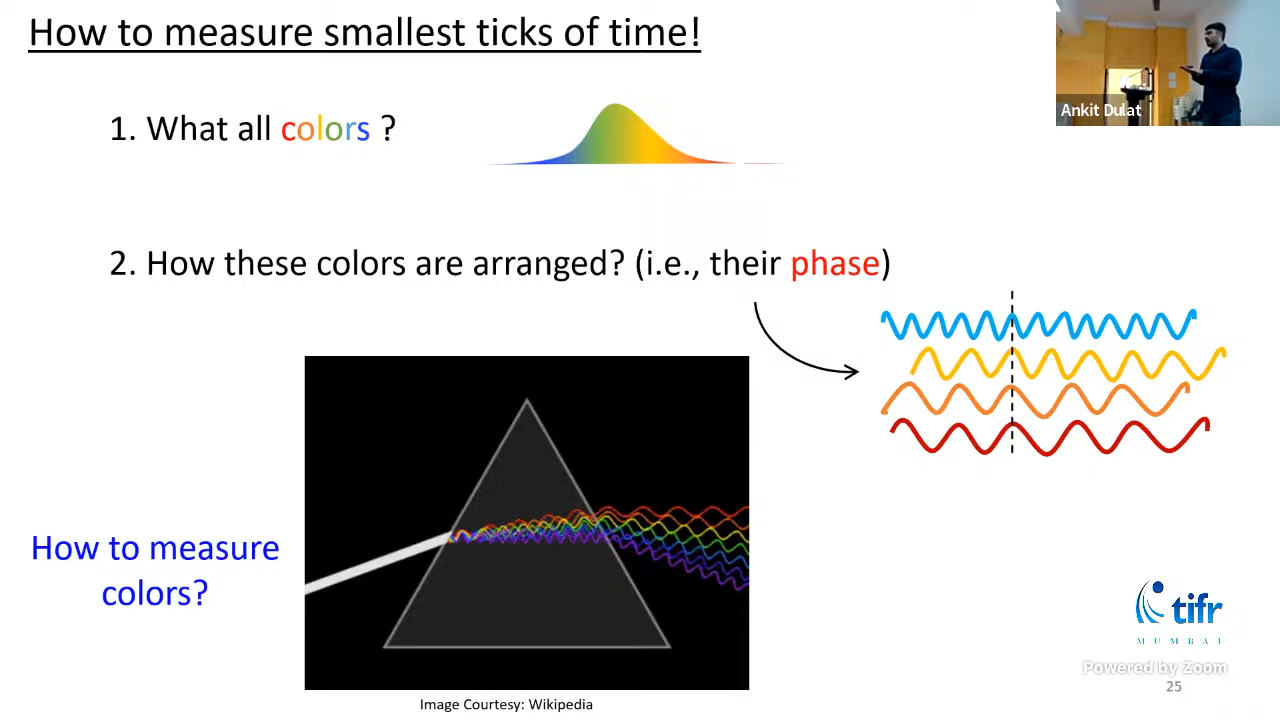 How to measure smallest ticks of time!
Ankit Dulat
1. What all colors ?
2. How these colors are arranged? (i.e., their phase)
How to measure
colors?
tifr
MUMBAI
Powered by Zoom
25
Image Courtesy: Wikipedia